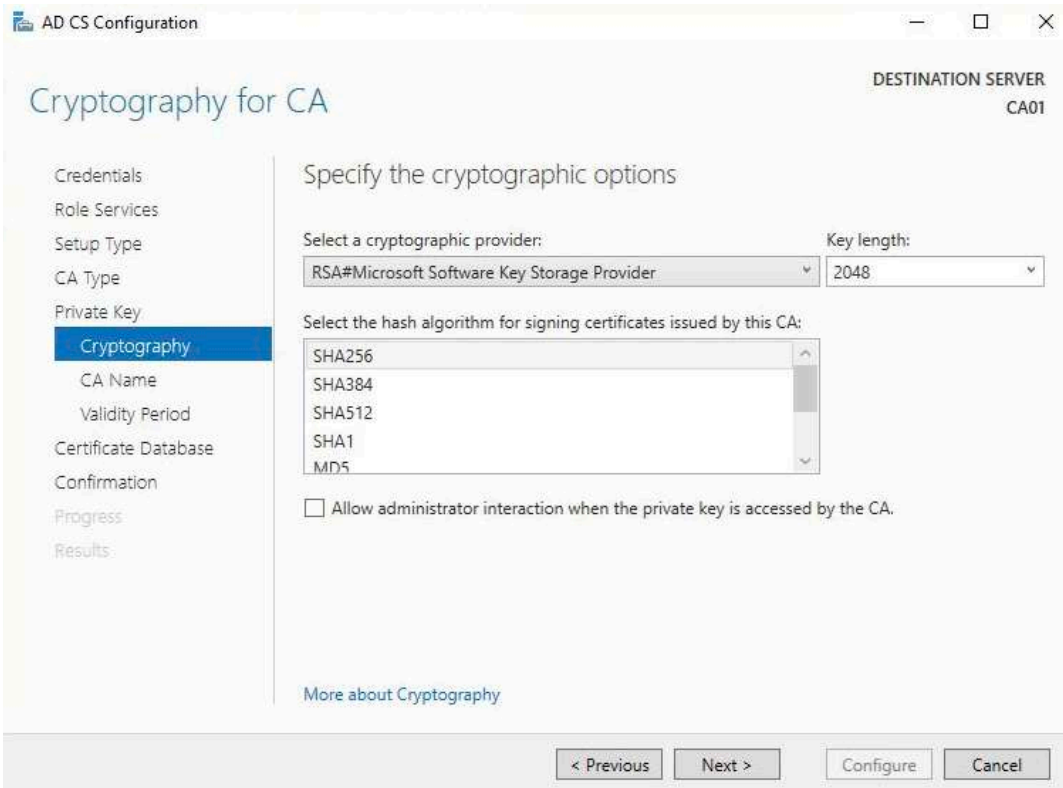 AD CS Configuration
Cryptography for CA
DESTINATION SERVER
CA01
Credentials
Role Services
Setup Type
CA Type
Private Key
Cryptography
CA Name
Validity Period
Certificate Database
Confirmation
Progress
Results
Specify the cryptographic options
Select a cryptographic provider:
Key length:
RSA#Microsoft Software Key Storage Provider
2048
Select the hash algorithm for signing certificates issued by this CA:
SHA256
SHA384
SHA512
SHA1
MD5
Allow administrator interaction when the private key is accessed by the CA.
More about Cryptography
< Previous
Next >
Configure
Cancel